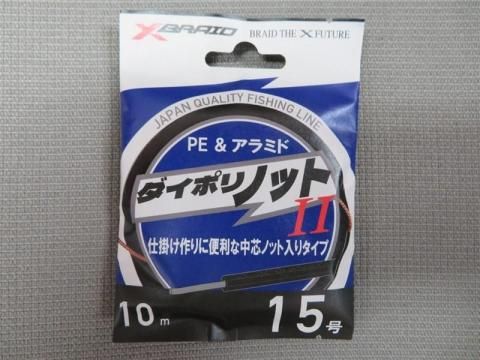 X-BRAID BRAID THE X FUTURE
JAPAN QUALITY FISHING LINE
PE & アラミド
ダイポリノット
II
仕掛け作りに便利な中芯ノット入りタイプ
10m 15号